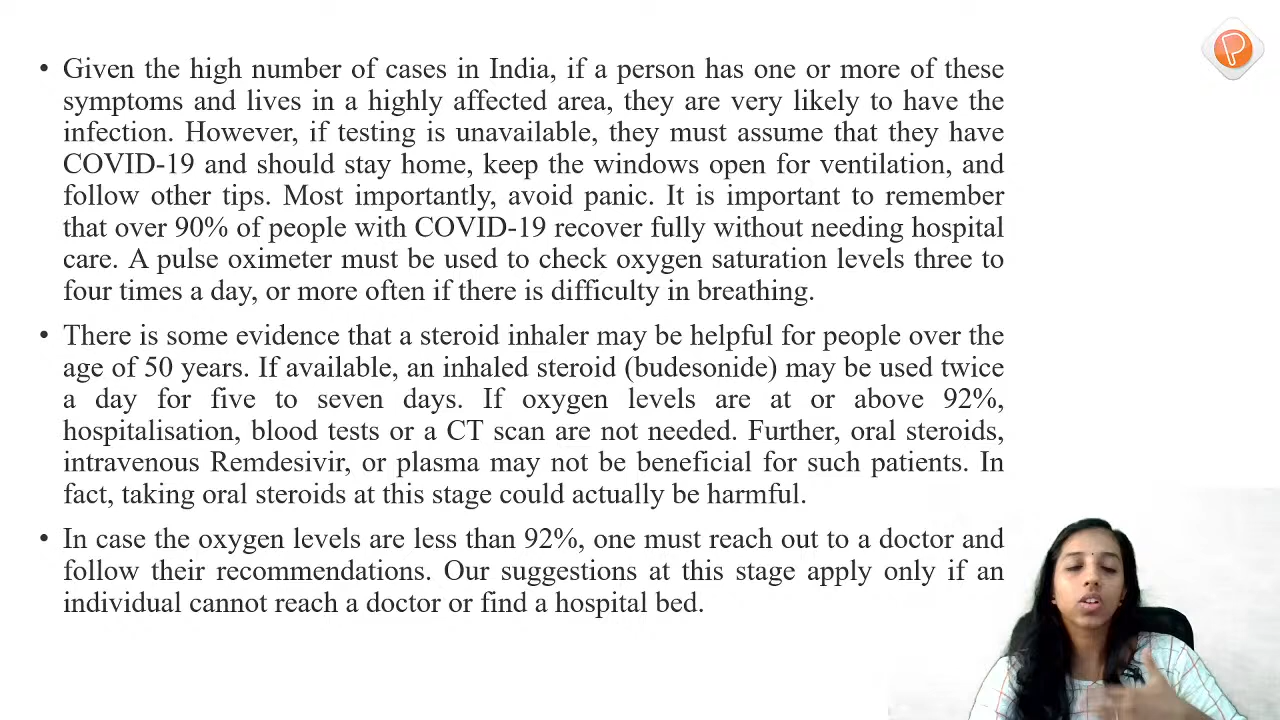 • Given the high number of cases in India, if a person has one or more of these
symptoms and lives in a highly affected area, they are very likely to have the
infection. However, if testing is unavailable, they must assume that they have
COVID-19 and should stay home, keep the windows open for ventilation, and
follow other tips. Most importantly, avoid panic. It is important to remember
that over 90% of people with COVID-19 recover fully without needing hospital
care. A pulse oximeter must be used to check oxygen saturation levels three to
four times a day, or more often if there is difficulty in breathing.
• There is some evidence that a steroid inhaler may be helpful for people over the
age of 50 years. If available, an inhaled steroid (budesonide) may be used twice
a day for five to seven days. If oxygen levels are at or above 92%,
hospitalisation, blood tests or a CT scan are not needed. Further, oral steroids,
intravenous Remdesivir, or plasma may not be beneficial for such patients. In
fact, taking oral steroids at this stage could actually be harmful.
• In case the oxygen levels are less than 92%, one must reach out to a doctor and
follow their recommendations. Our suggestions at this stage apply only if an
individual cannot reach a doctor or find a hospital bed.